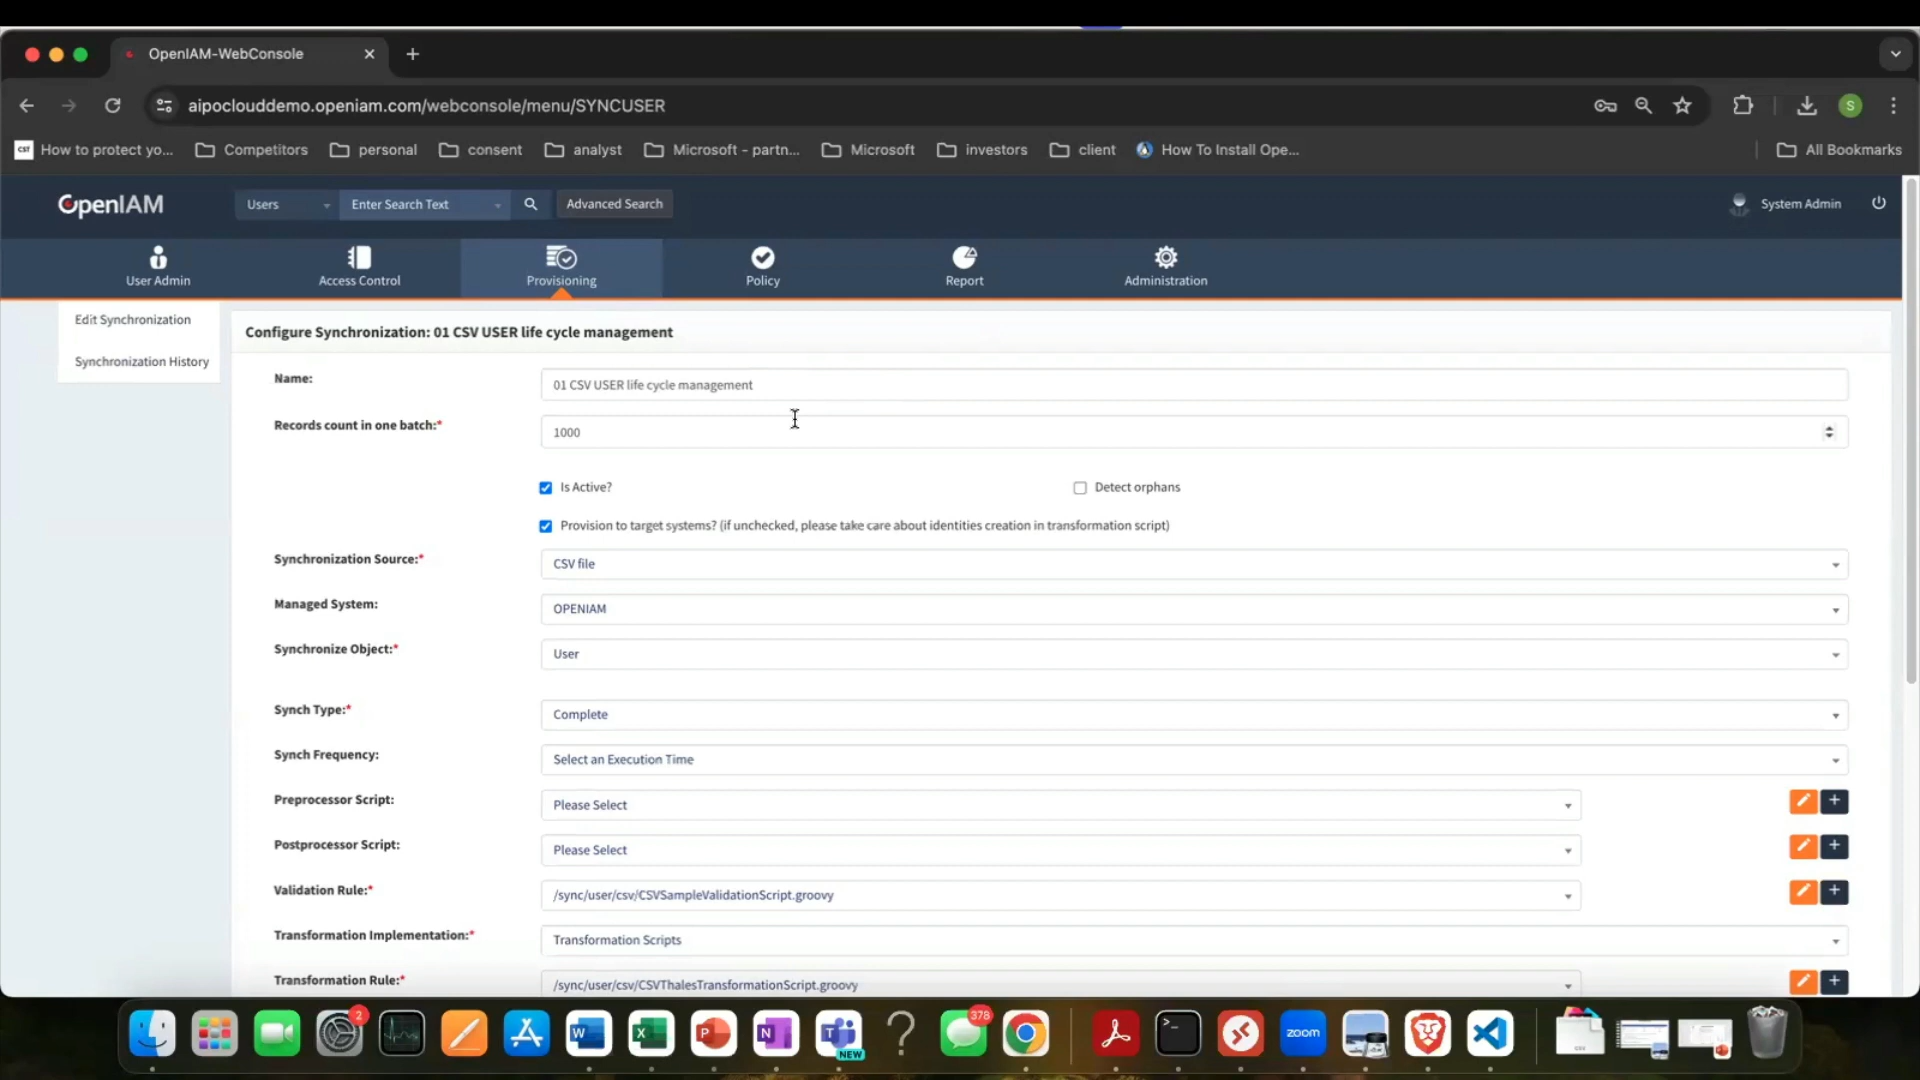 OpenIAM-WebConsole
aipoclouddemo.openiam.com/webconsole/menu/SYNCUSER
S
CST How to protect yo... Competitors personal consent analyst Microsoft - partn... Microsoft investors client How To Install Ope... All Bookmarks
OpenIAM Users Enter Search Text Advanced Search System Admin
User Admin Access Control Provisioning Policy Report Administration
Edit Synchronization
Synchronization History
Configure Synchronization: 01 CSV USER life cycle management
Name: 01 CSV USER life cycle management
Records count in one batch:* 1000
Is Active? Detect orphans
Provision to target systems? (if unchecked, please take care about identities creation in transformation script)
Synchronization Source:* CSV file
Managed System: OPENIAM
Synchronize Object:* User
Synch Type:* Complete
Synch Frequency: Select an Execution Time
Preprocessor Script: Please Select
Postprocessor Script: Please Select
Validation Rule:* /sync/user/csv/CSVSampleValidationScript.groovy
Transformation Implementation:* Transformation Scripts
Transformation Rule:* /sync/user/csv/CSVThalesTransformationScript.groovy
2 378
W X P N NEW zoom